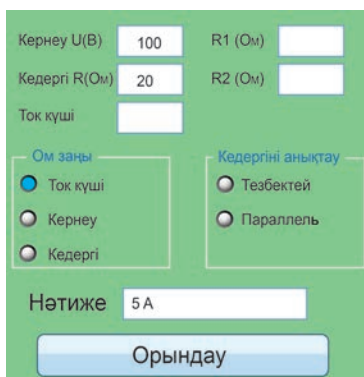 Кернеу U(В) 100 R1 (Ом)
Кедергі R(Ом) 20 R2 (Ом)
Ток күші
Ом заңы Кедергіні анықтау
Ток күші Тезбектей
Кернеу Параллель
Кедергі
Нәтиже 5 А
Орындау